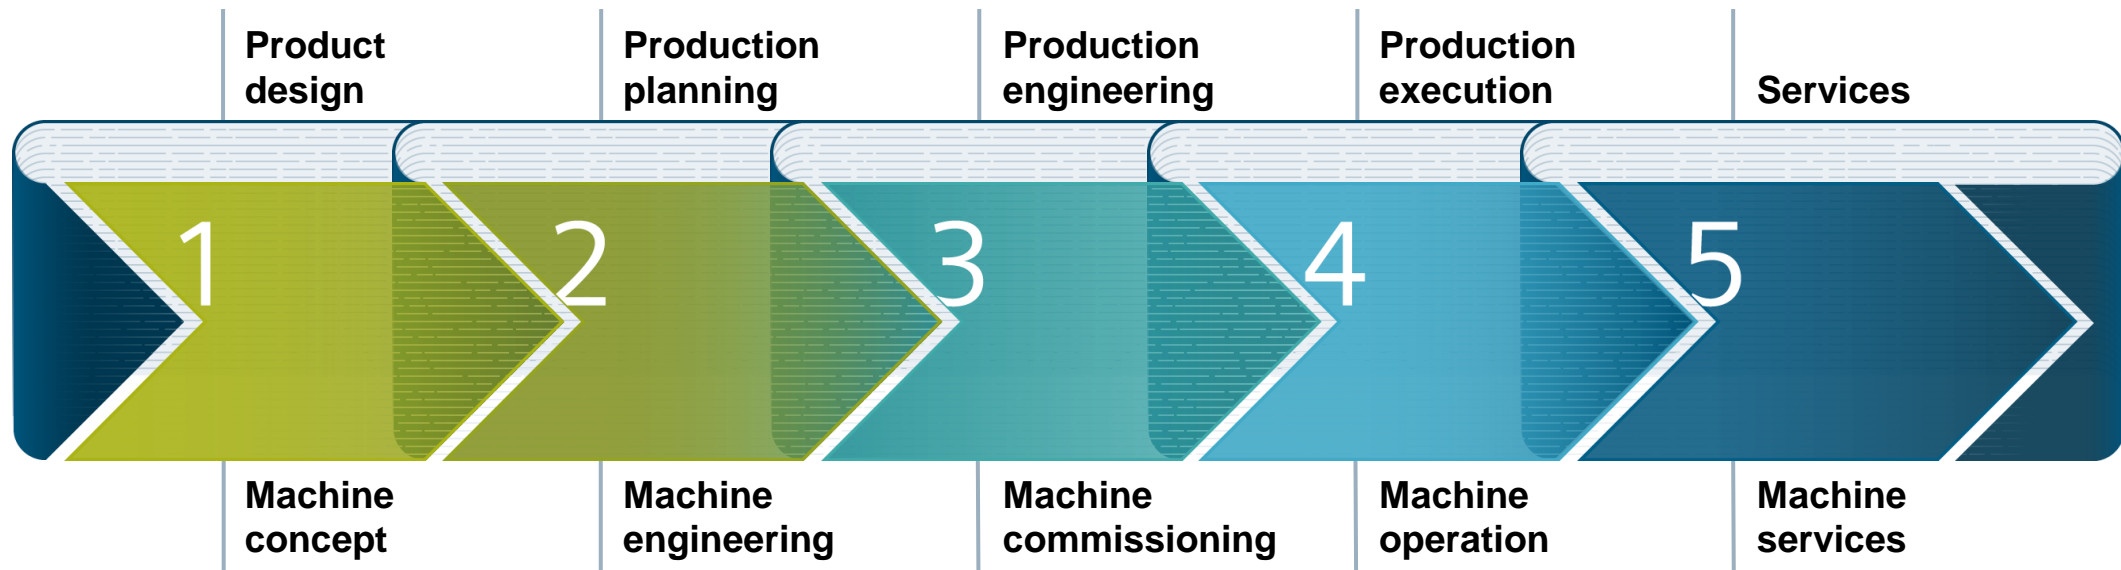 Product
design
Production
planning
Production
engineering
Production
execution
Services
1
2
3
4
5
Machine
concept
Machine
engineering
Machine
commissioning
Machine
operation
Machine
services